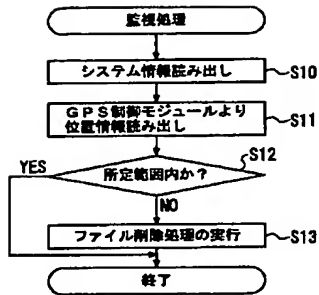 監視処理
システム情報読み出し
S10
GPS制御モジュールより
位置情報読み出し
S11
所定範囲内か?
S12
YES
NO
ファイル削除処理の実行
S13
終了